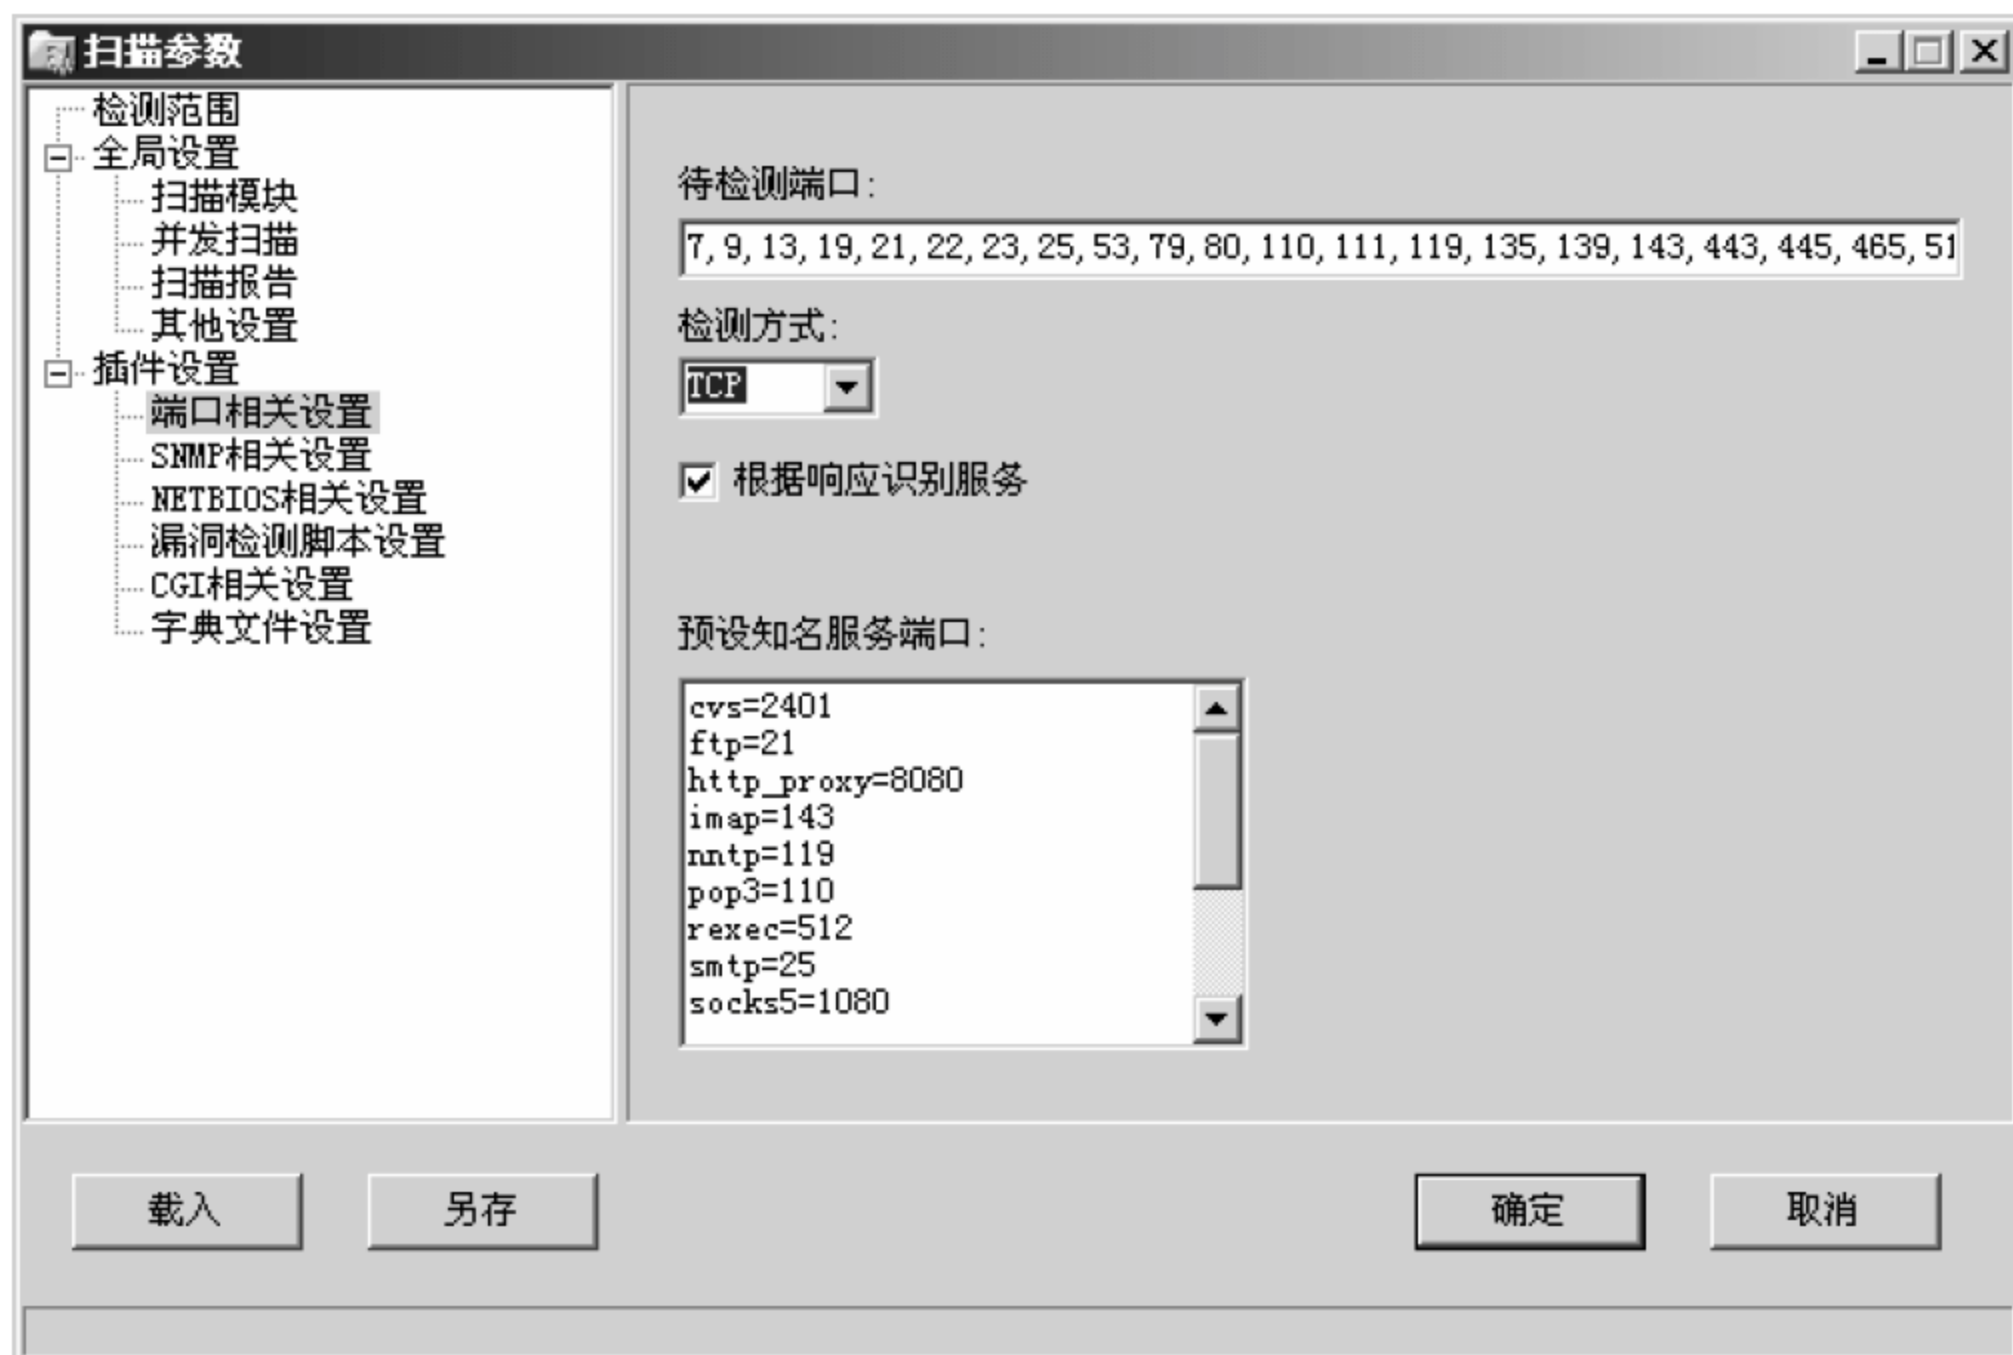 扫描参数
检测范围
全局设置
扫描模块
并发扫描
扫描报告
其他设置
插件设置
端口相关设置
SNMP相关设置
NETBIOS相关设置
漏洞检测脚本设置
CGI相关设置
字典文件设置
待检测端口:
7, 9, 13, 19, 21, 22, 23, 25, 53, 79, 80, 110, 111, 119, 135, 139, 143, 443, 445, 465, 51
检测方式:
TCP
根据响应识别服务
预设知名服务端口:
cvs=2401
ftp=21
http_proxy=8080
imap=143
nntp=119
pop3=110
rexec=512
smtp=25
socks5=1080
载入
另存
确定
取消